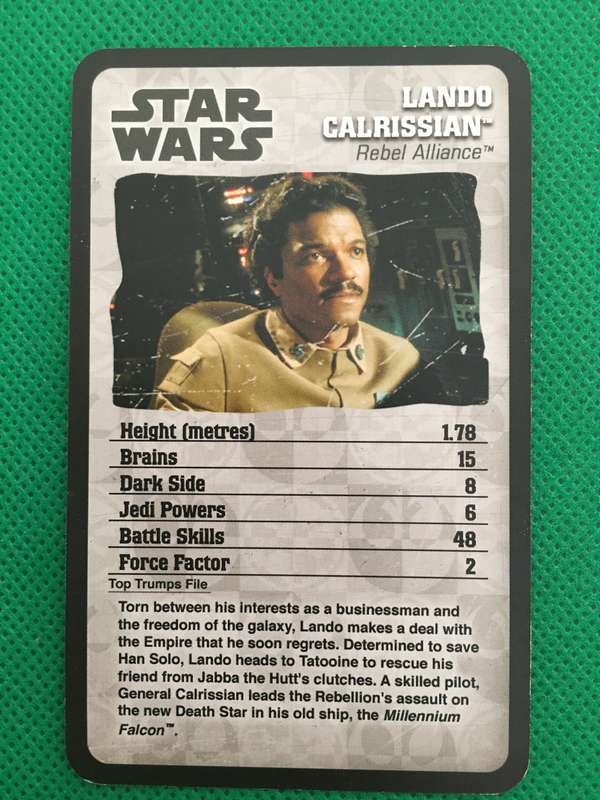 STAR
WARS
LANDO
CALRISSIAN™
Rebel Alliance™
Height (metres) 1.78
Brains 15
Dark Side 8
Jedi Powers 6
Battle Skills 48
Force Factor 2
Top Trumps File
Torn between his interests as a businessman and
the freedom of the galaxy, Lando makes a deal with
the Empire that he soon regrets. Determined to save
Han Solo, Lando heads to Tatooine to rescue his
friend from Jabba the Hutt's clutches. A skilled pilot,
General Calrissian leads the Rebellion's assault on
the new Death Star in his old ship, the Millennium
Falcon™.